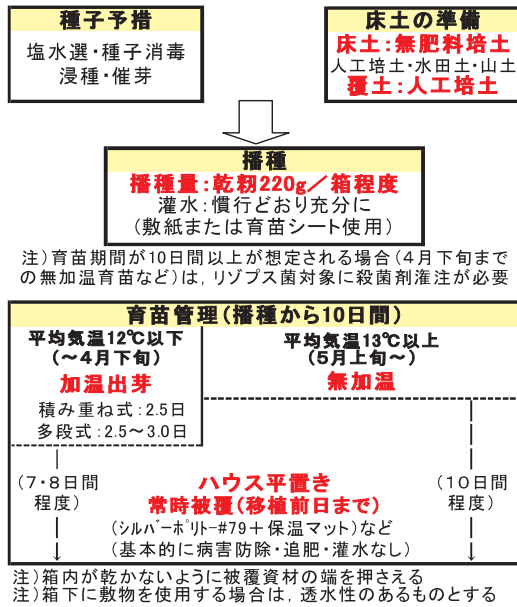 種子予措
塩水選・種子消毒
浸種・催芽
床土の準備
床土：無肥料培土
人工培土・水田土・山土
覆土：人工培土
播種
播種量：乾籾220g／箱程度
灌水：慣行どおり充分に
(敷紙または育苗シート使用)
注）育苗期間が10日間以上が想定される場合(４月下旬まで
の無加温育苗など)は，リゾプス菌対象に殺菌剤潅注が必要
育苗管理(播種から10日間)
平均気温12℃以下
(～４月下旬)
加温出芽
積み重ね式：2.5日
多段式：2.5～3.0日
平均気温13℃以上
(５月上旬～)
無加温
(７・８日間
程度)
ハウス平置き
常時被覆(移植前日まで)
(ｼﾙﾊﾞｰﾎﾟﾘﾄｰ#79＋保温マット)など
(基本的に病害防除・追肥・灌水なし)
(１０日間
程度)
注）箱内が乾かないように被覆資材の端を押さえる
注）箱下に敷物を使用する場合は，透水性のあるものとする